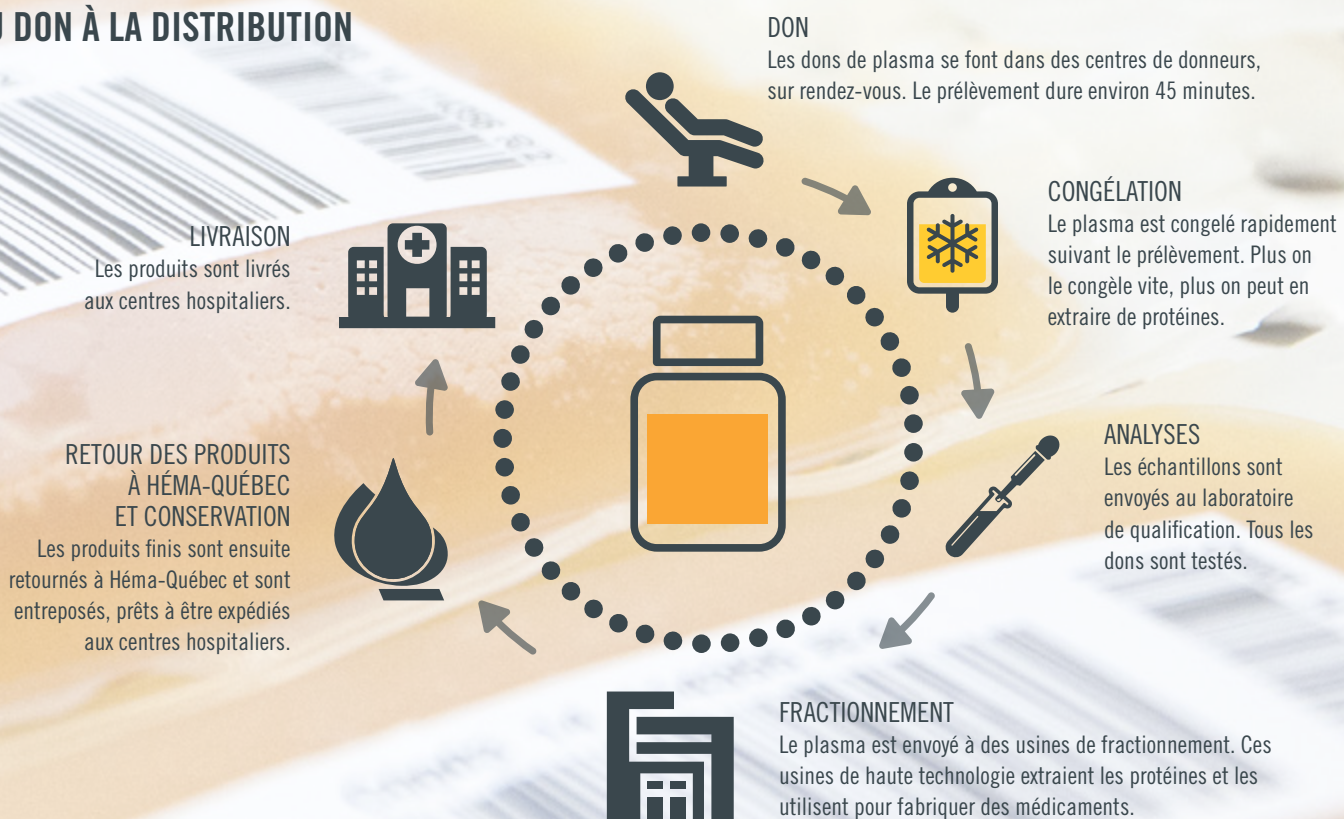 DON À LA DISTRIBUTION
DON
Les dons de plasma se font dans des centres de donneurs,
sur rendez-vous. Le prélèvement dure environ 45 minutes.
CONGÉLATION
Le plasma est congelé rapidement
suivant le prélèvement. Plus on
le congèle vite, plus on peut en
extraire de protéines.
ANALYSES
Les échantillons sont
envoyés au laboratoire
de qualification. Tous les
dons sont testés.
FRACTIONNEMENT
Le plasma est envoyé à des usines de fractionnement. Ces
usines de haute technologie extraient les protéines et les
utilisent pour fabriquer des médicaments.
RETOUR DES PRODUITS
À HÉMA-QUÉBEC
ET CONSERVATION
Les produits finis sont ensuite
retournés à Héma-Québec et sont
entreposés, prêts à être expédiés
aux centres hospitaliers.
LIVRAISON
Les produits sont livrés
aux centres hospitaliers.